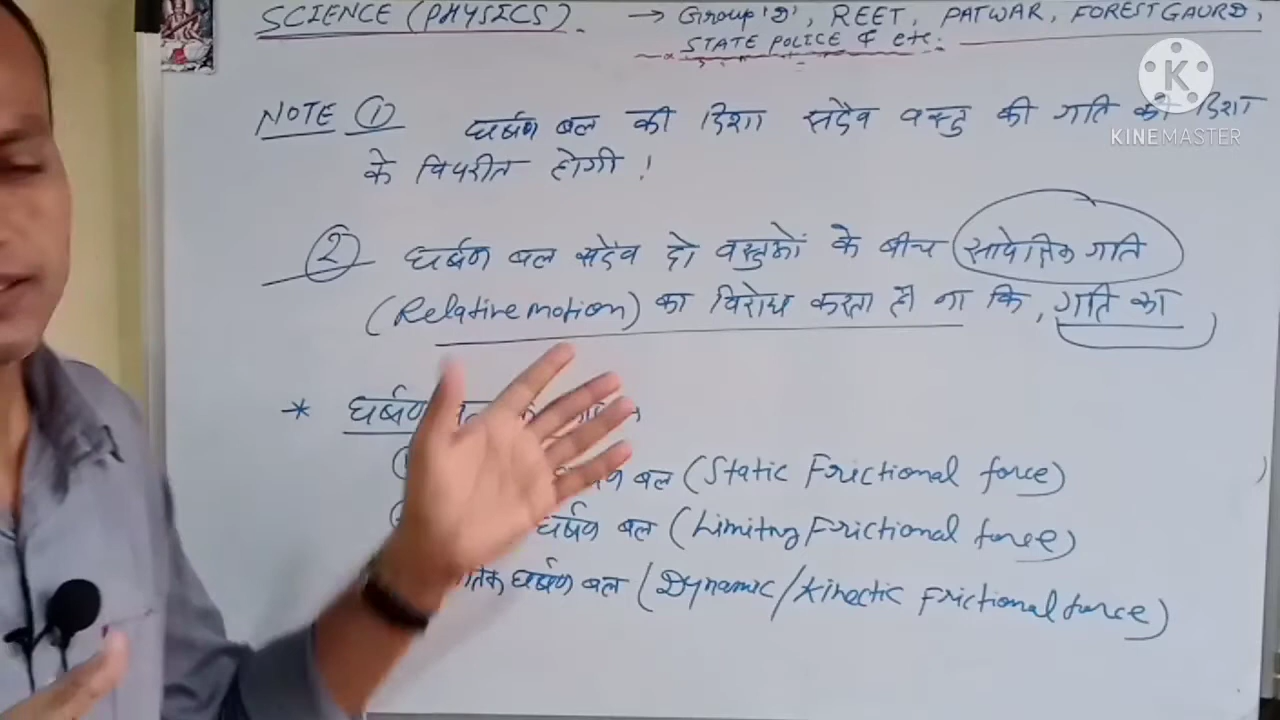 SCIENCE (PHYSICS). → Group 'D', REET, PATWAR, FOREST GAURD,
STATE POLICE & etc.
NOTE ① घर्षण बल की दिशा सदैव वस्तु की गति की दिशा
के विपरीत होगी !
② घर्षण बल सदैव दो वस्तुओं के बीच सापेक्षिक गति
(Relative motion) का विरोध करता है ना कि, गति का
* घर्षण
बल (Static Frictional force)
घर्षण बल (Limiting Frictional force)
घर्षण बल (Dynamic/Kinectic Frictional force)
K
KINEMASTER